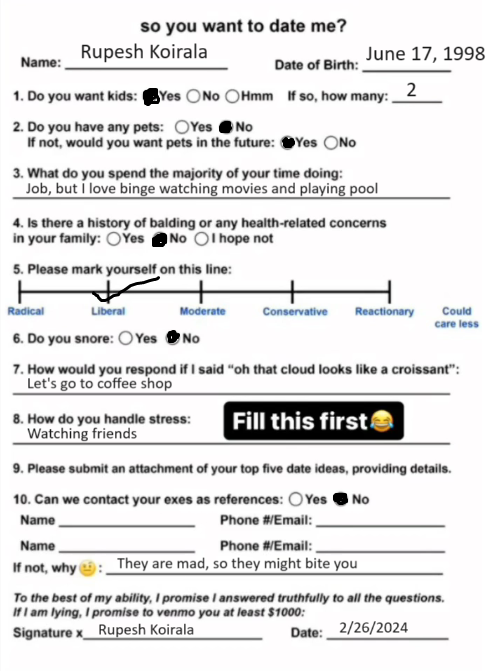 so you want to date me?
Name: Rupesh Koirala Date of Birth: June 17, 1998
1. Do you want kids: Yes No Hmm If so, how many: 2
2. Do you have any pets: Yes No
If not, would you want pets in the future: Yes No
3. What do you spend the majority of your time doing:
Job, but I love binge watching movies and playing pool
4. Is there a history of balding or any health-related concerns
in your family: Yes No I hope not
5. Please mark yourself on this line:
Radical Liberal Moderate Conservative Reactionary Could
care less
6. Do you snore: Yes No
7. How would you respond if I said “oh that cloud looks like a croissant”:
Let's go to coffee shop
8. How do you handle stress:
Watching friends
Fill this first😂
9. Please submit an attachment of your top five date ideas, providing details.
10. Can we contact your exes as references: Yes No
Name Phone #/Email:
Name Phone #/Email:
If not, why 🤨: They are mad, so they might bite you
To the best of my ability, I promise I answered truthfully to all the questions.
If I am lying, I promise to venmo you at least $1000:
Signature x Rupesh Koirala Date: 2/26/2024